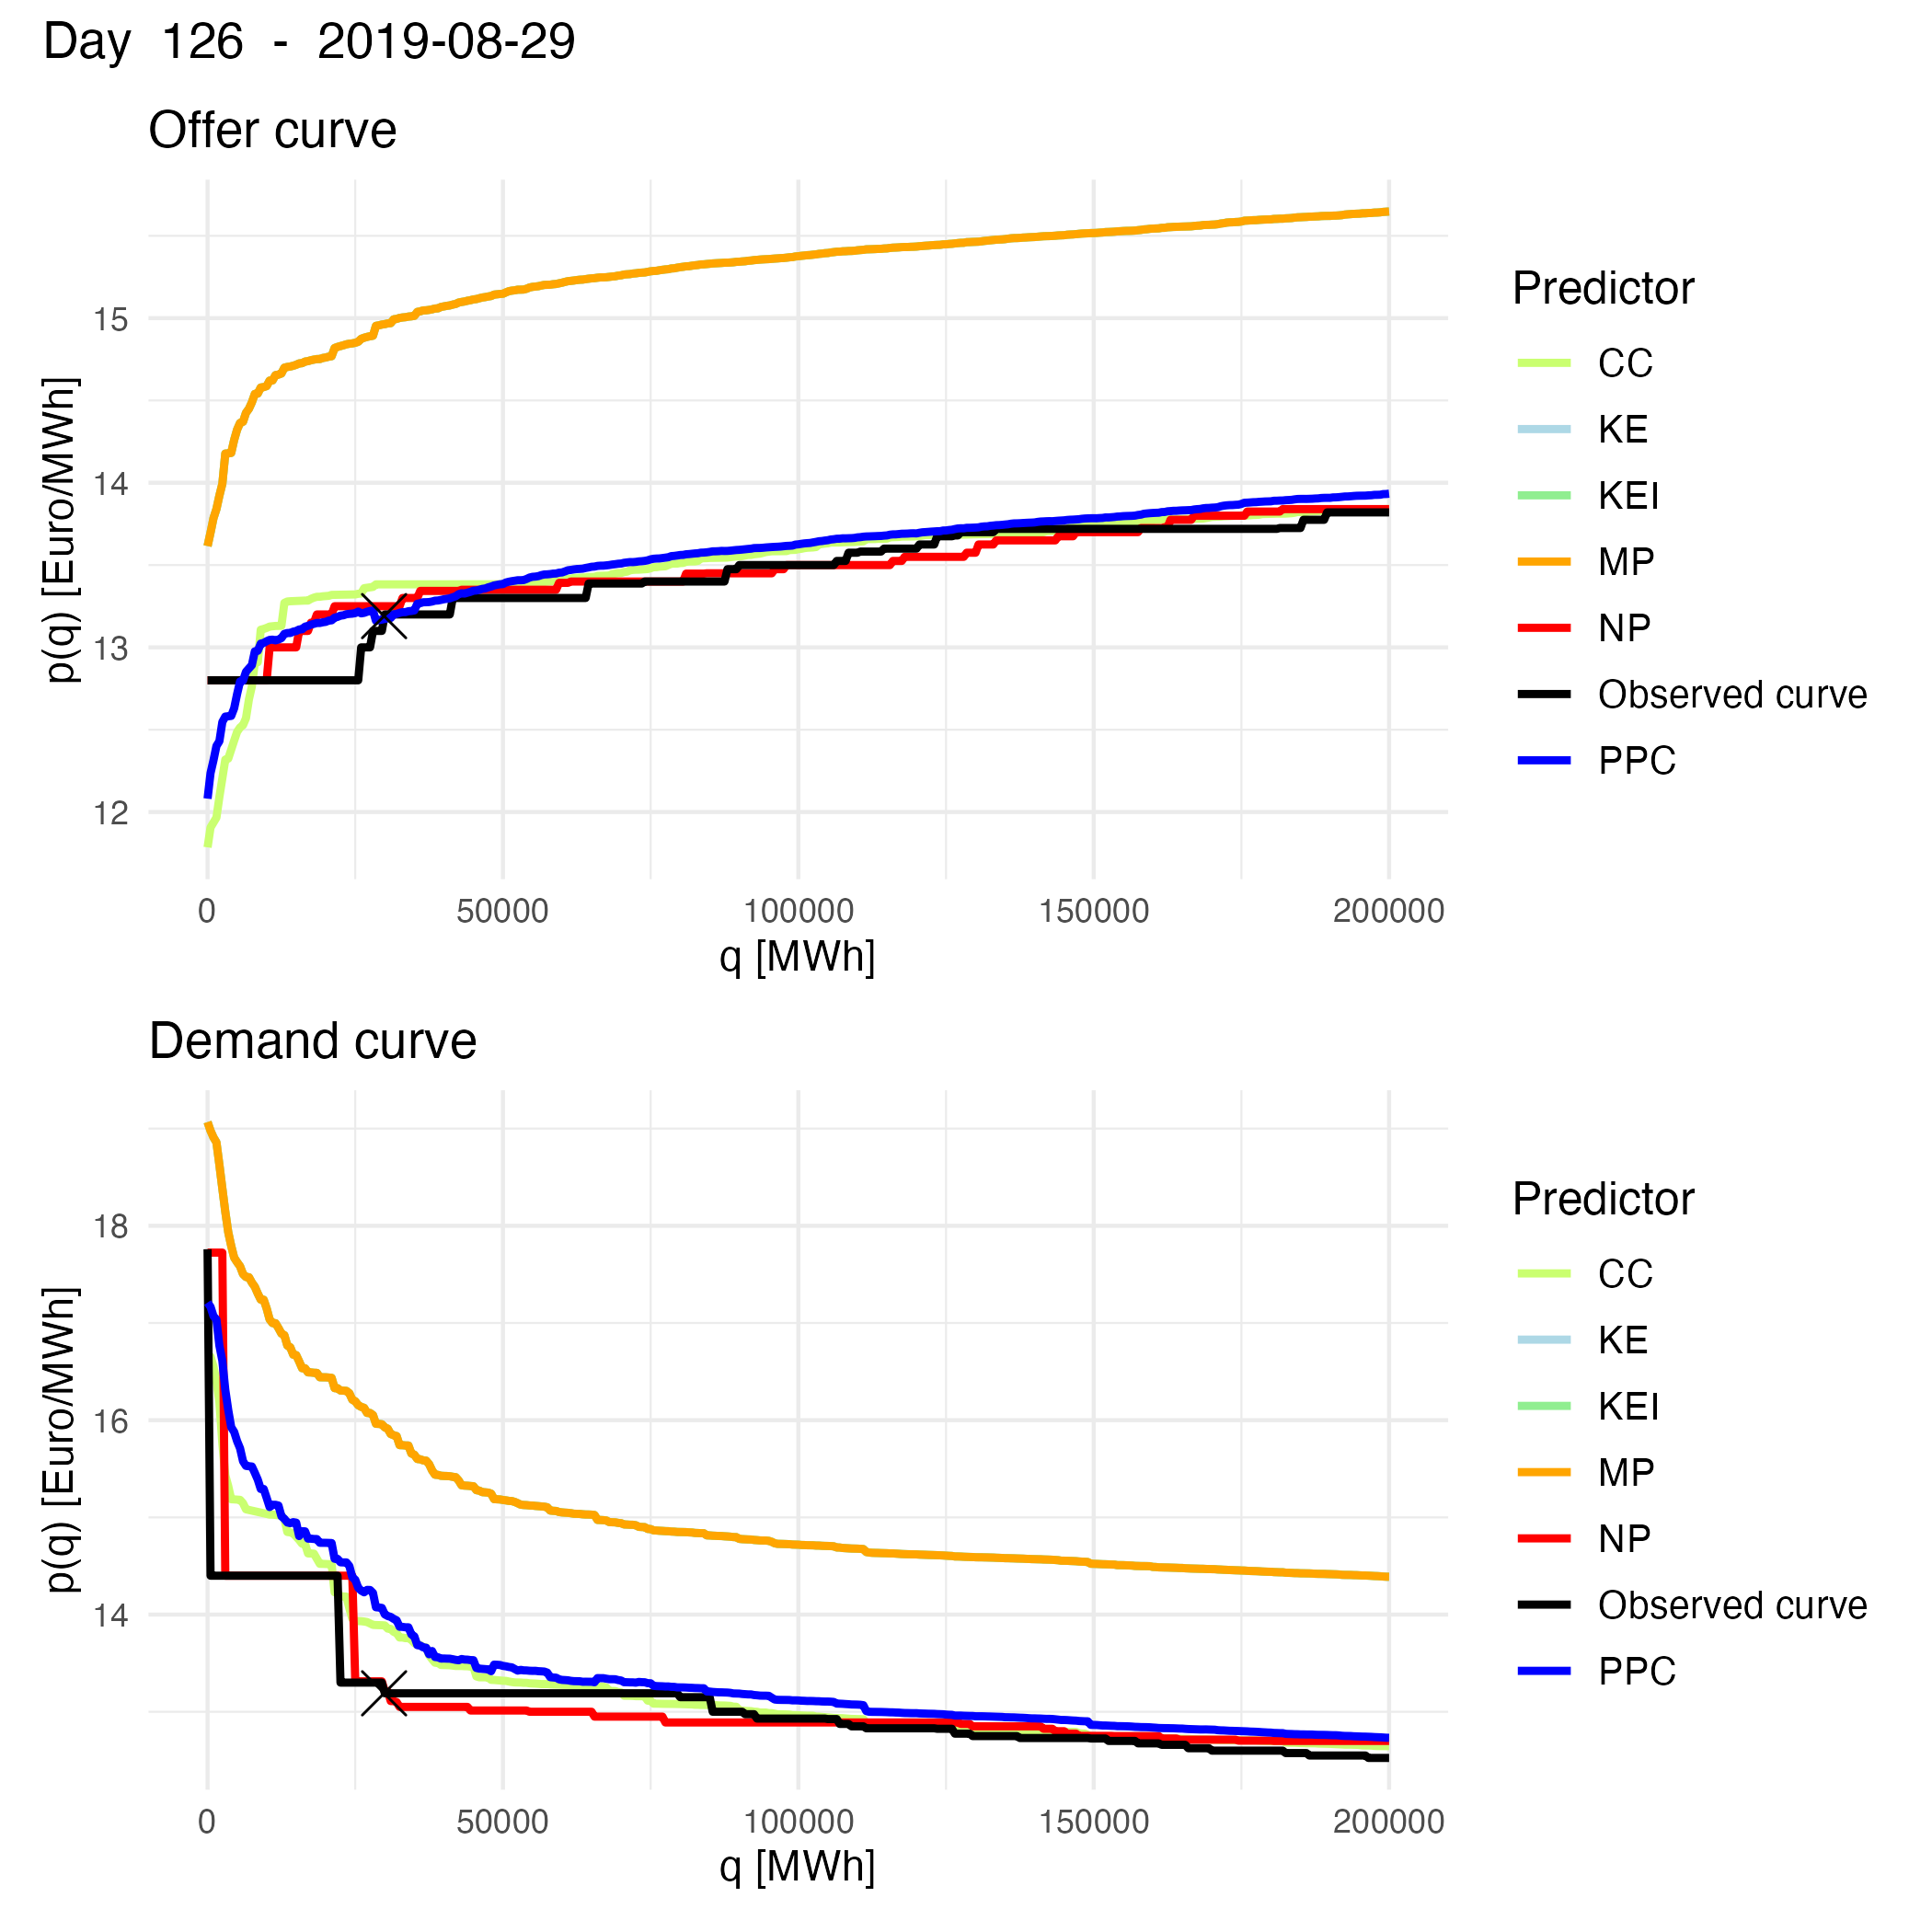 Day 126 - 2019-08-29
Offer curve
p(q) [Euro/MWh]
15
14
13
12
0 50000 100000 150000 200000
q [MWh]
Predictor
CC
KE
KEI
MP
NP
Observed curve
PPC
Demand curve
p(q) [Euro/MWh]
18
16
14
0 50000 100000 150000 200000
q [MWh]
Predictor
CC
KE
KEI
MP
NP
Observed curve
PPC